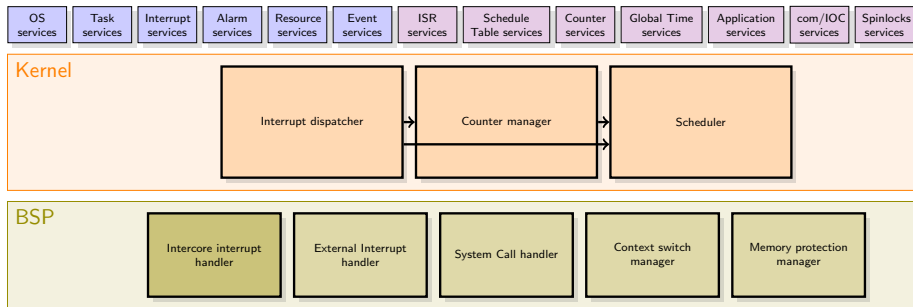 OS
services
Task
services
Interrupt
services
Alarm
services
Resource
services
Event
services
ISR
services
Schedule
Table services
Counter
services
Global Time
services
Application
services
com/IOC
services
Spinlocks
services
Kernel
Interrupt dispatcher
Counter manager
Scheduler
BSP
Intercore interrupt
handler
External Interrupt
handler
System Call handler
Context switch
manager
Memory protection
manager